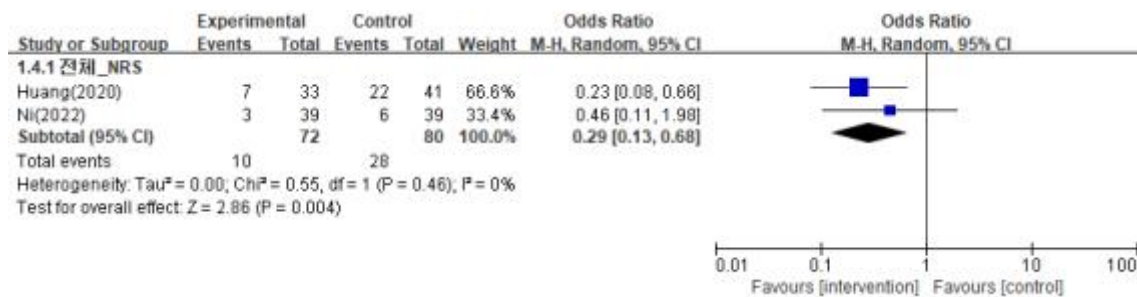 Experimental Control Odds Ratio Odds Ratio
Study or Subgroup Events Total Events Total Weight M-H, Random, 95% CI M-H, Random, 95% CI
1.4.1 전체_NRS
Huang(2020) 7 33 22 41 66.6% 0.23 [0.08, 0.66]
Ni(2022) 3 39 6 39 33.4% 0.46 [0.11, 1.98]
Subtotal (95% CI) 72 80 100.0% 0.29 [0.13, 0.68]
Total events 10 28
Heterogeneity: Tau² = 0.00; Chi² = 0.55, df = 1 (P = 0.46); I² = 0%
Test for overall effect: Z = 2.86 (P = 0.004)
0.01 0.1 1 10 100
Favours [intervention] Favours [control]